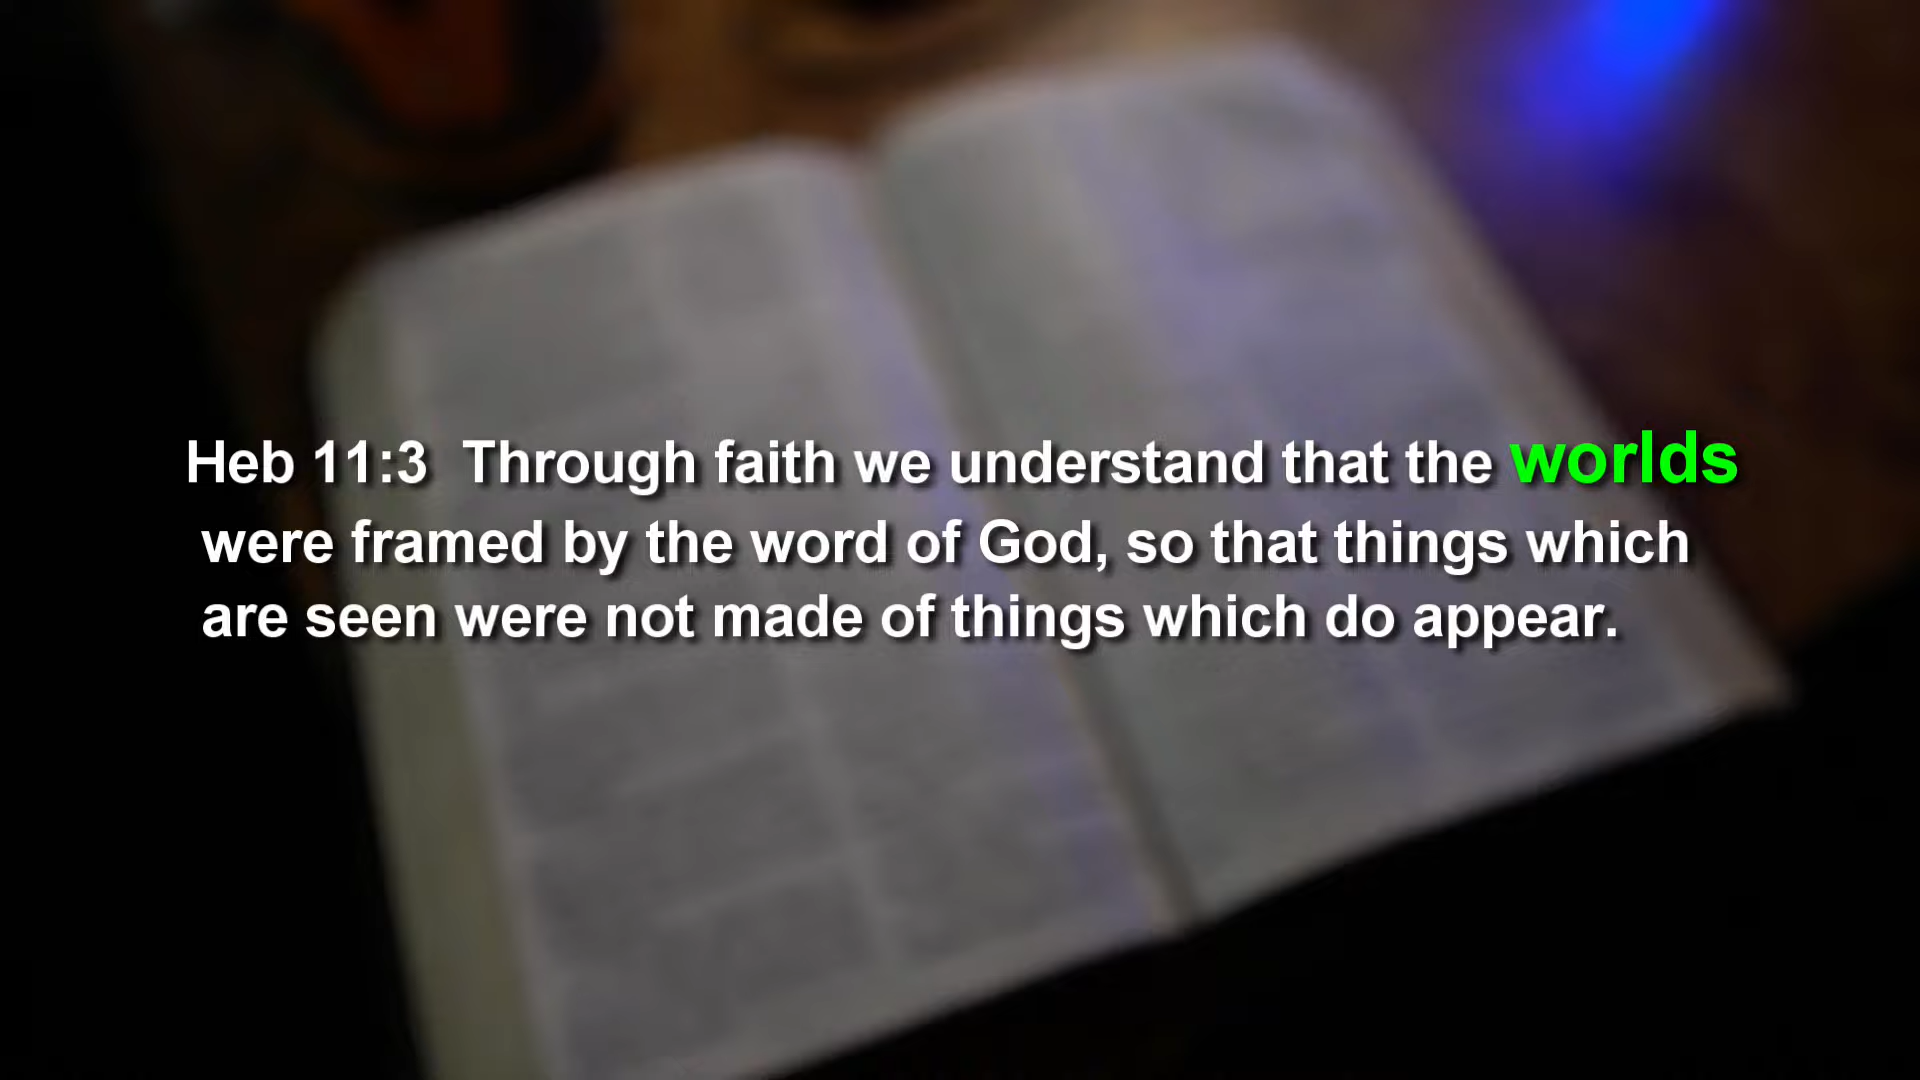 Heb 11:3  Through faith we understand that the worlds
were framed by the word of God, so that things which
are seen were not made of things which do appear.